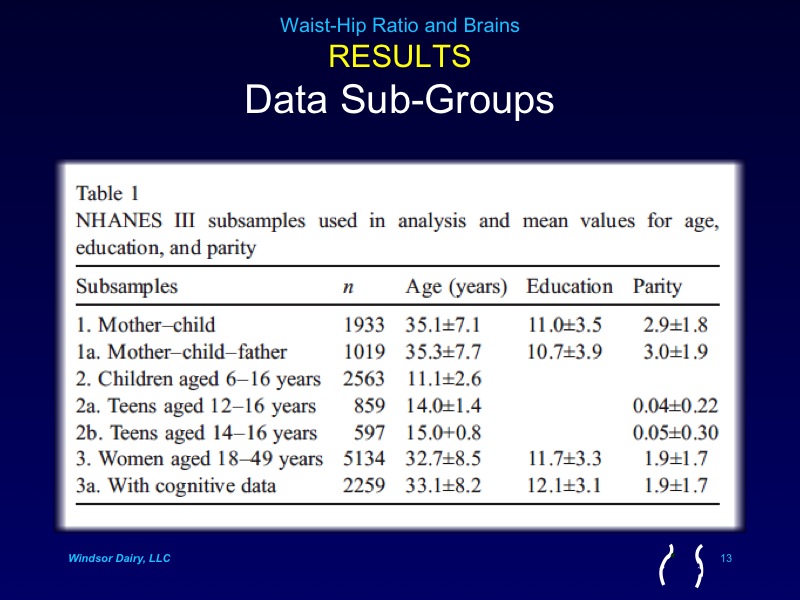 Waist-Hip Ratio and Brains
RESULTS
Data Sub-Groups
Table 1
NHANES III subsamples used in analysis and mean values for age,
education, and parity
Subsamples n Age (years) Education Parity
1. Mother–child 1933 35.1±7.1 11.0±3.5 2.9±1.8
1a. Mother–child–father 1019 35.3±7.7 10.7±3.9 3.0±1.9
2. Children aged 6–16 years 2563 11.1±2.6
2a. Teens aged 12–16 years 859 14.0±1.4 0.04±0.22
2b. Teens aged 14–16 years 597 15.0+0.8 0.05±0.30
3. Women aged 18–49 years 5134 32.7±8.5 11.7±3.3 1.9±1.7
3a. With cognitive data 2259 33.1±8.2 12.1±3.1 1.9±1.7
Windsor Dairy, LLC
13